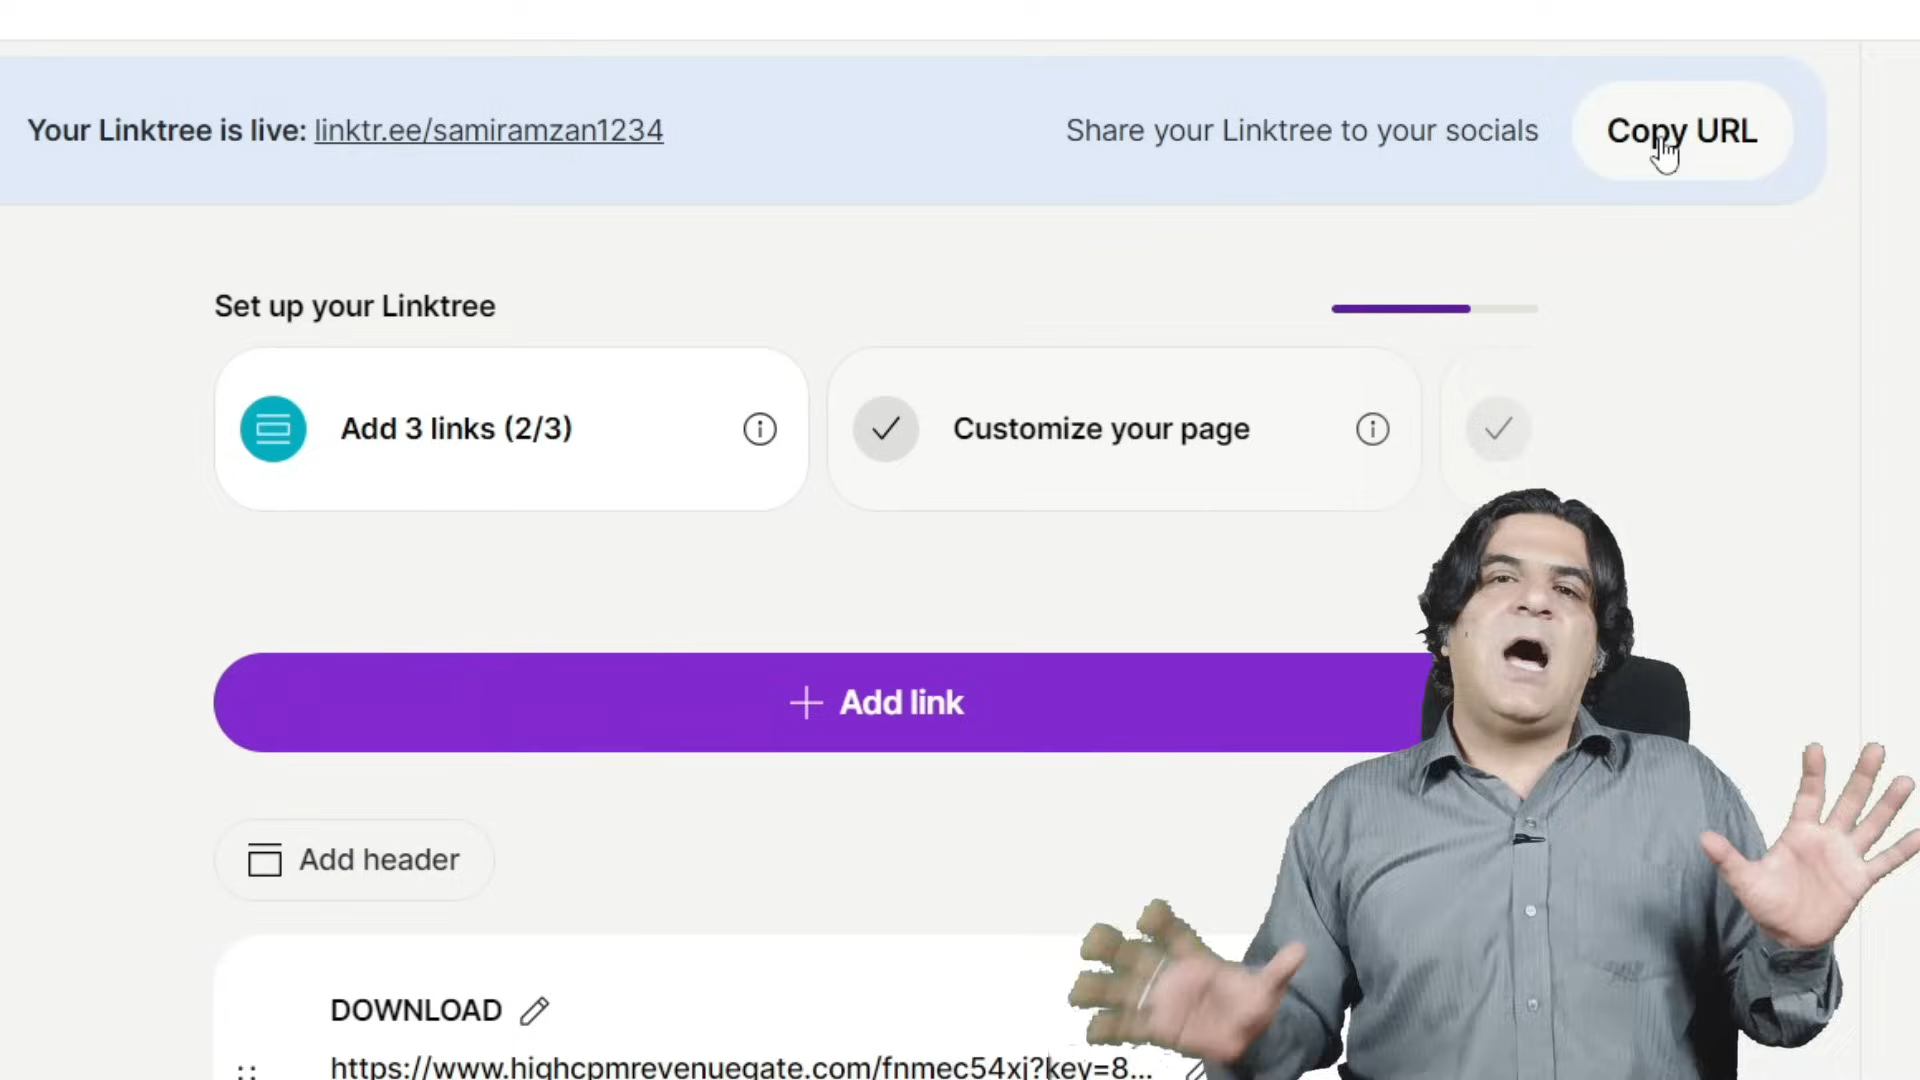 Your Linktree is live: linktr.ee/samiramzan1234
Share your Linktree to your socials
Copy URL
Set up your Linktree
Add 3 links (2/3)
Customize your page
Add link
Add header
DOWNLOAD
https://www.highcpmrevenuegate.com/fnmec54xj?key=8...